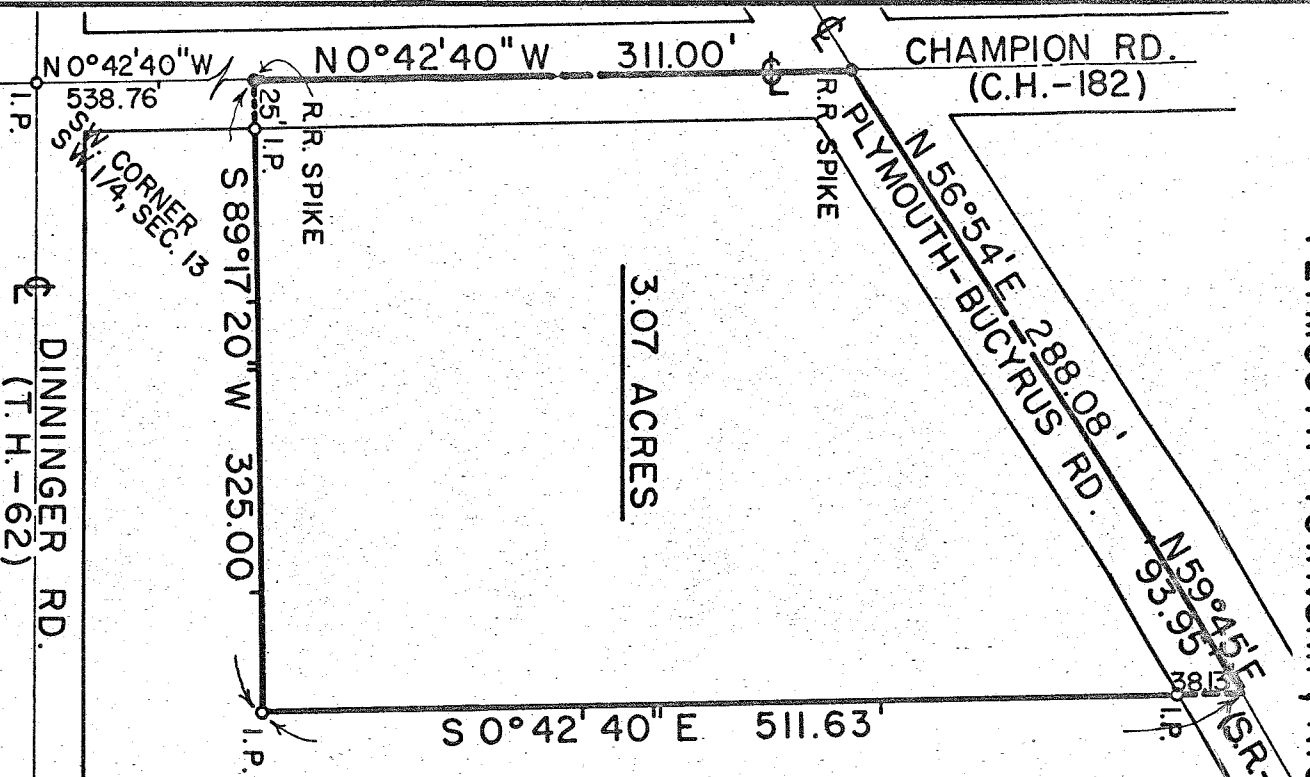 N 0°42'40" W
538.76'
I.P.
S.W. CORNER
SW. 1/4, SEC. 13
N 0°42'40" W 311.00'
CHAMPION RD.
(C.H.-182)
R.R. SPIKE
25'
I.P.
R.R. SPIKE
N 56°54' E 288.08'
PLYMOUTH-BUCYRUS RD.
N 59°45' E
93.95'
38.13'
(S.R.-
I.P.
3.07 ACRES
S 89°17'20" W 325.00'
S 0°42'40" E 511.63'
I.P.
DINNINGER RD.
(T. H.-62)